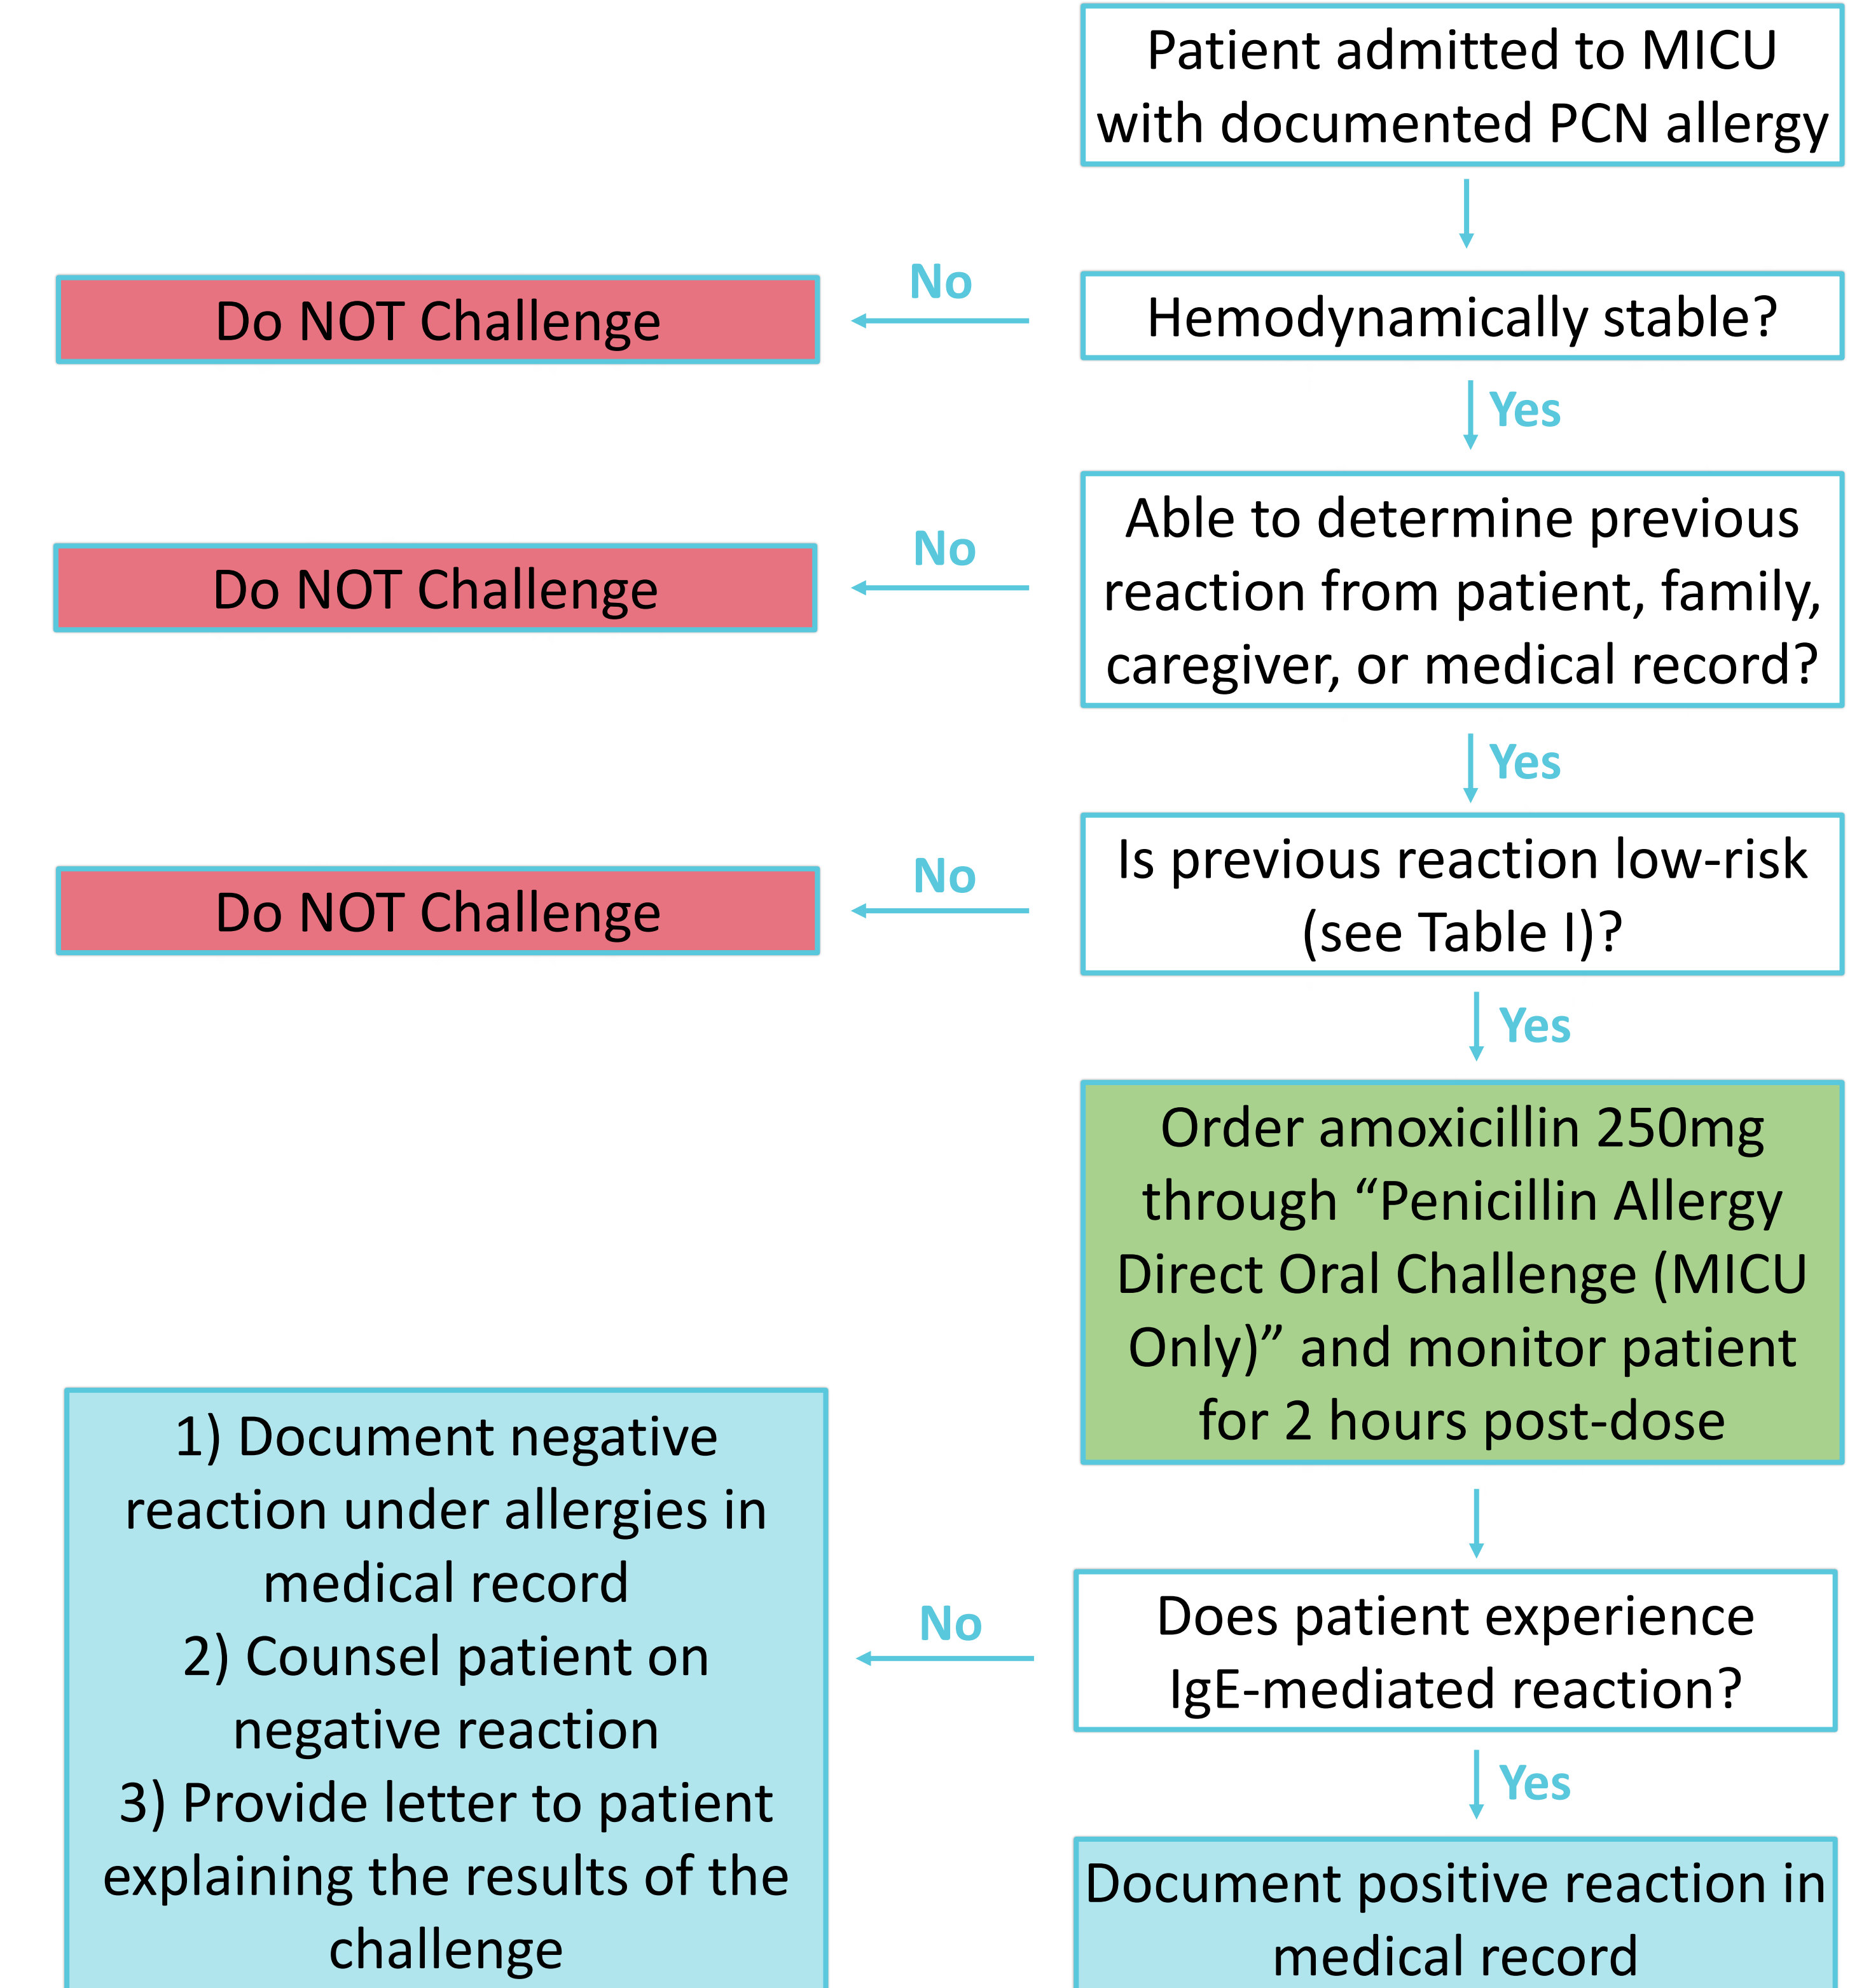 Patient admitted to MICU
with documented PCN allergy
Hemodynamically stable?
No
Do NOT Challenge
Yes
Able to determine previous
reaction from patient, family,
caregiver, or medical record?
No
Do NOT Challenge
Yes
Is previous reaction low-risk
(see Table I)?
No
Do NOT Challenge
Yes
Order amoxicillin 250mg
through “Penicillin Allergy
Direct Oral Challenge (MICU
Only)” and monitor patient
for 2 hours post-dose
Does patient experience
IgE-mediated reaction?
No
1) Document negative
reaction under allergies in
medical record
2) Counsel patient on
negative reaction
3) Provide letter to patient
explaining the results of the
challenge
Yes
Document positive reaction in
medical record